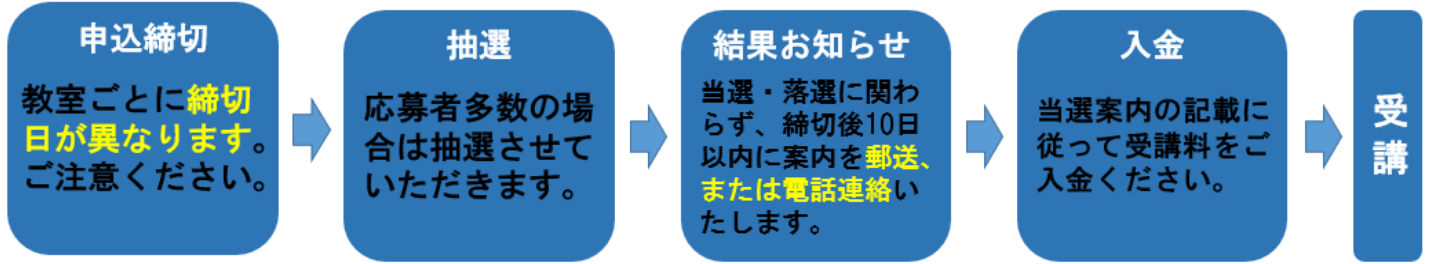 申込締切
教室ごとに締切
日が異なります。
ご注意ください。
抽選
応募者多数の場
合は抽選させて
いただきます。
結果お知らせ
当選・落選に関わ
らず、締切後10日
以内に案内を郵送、
または電話連絡い
たします。
入金
当選案内の記載に
従って受講料をご
入金ください。
受講